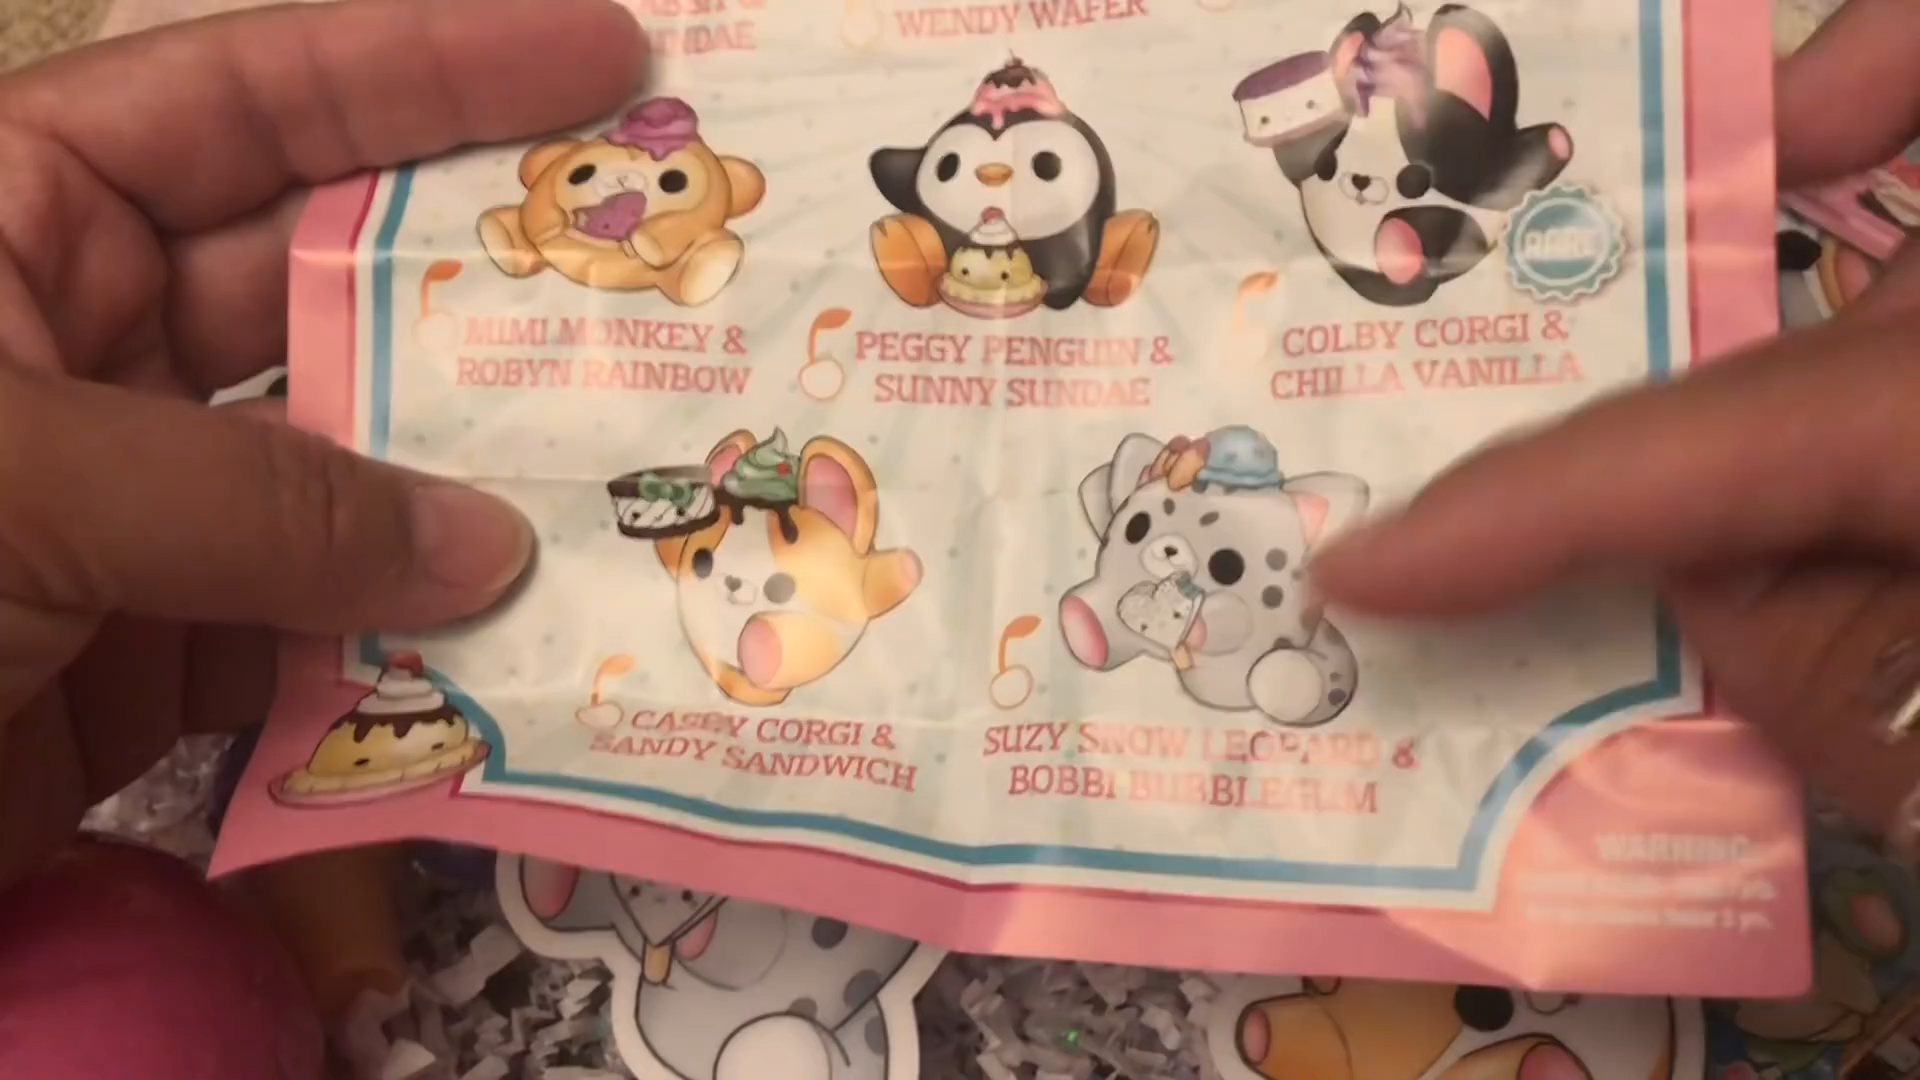 WENDY WAFER
RARE
MIMI MONKEY &
ROBYN RAINBOW
PEGGY PENGUIN &
SUNNY SUNDAE
COLBY CORGI &
CHILLA VANILLA
CASEY CORGI &
SANDY SANDWICH
SUZY SNOW LEOPARD &
BOBBI BUBBLEGUM
WARNING: